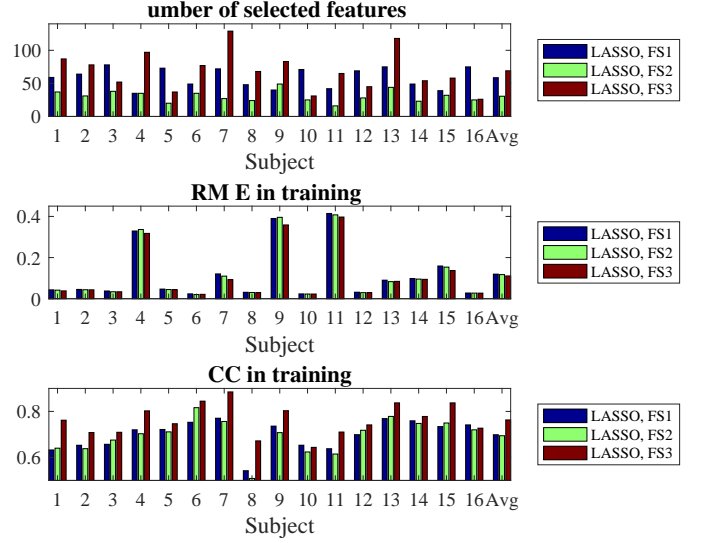 umber of selected features
100
50
0
1 2 3 4 5 6 7 8 9 10 11 12 13 14 15 16 Avg
Subject
LASSO, FS1
LASSO, FS2
LASSO, FS3
RM E in training
0.4
0.2
0
1 2 3 4 5 6 7 8 9 10 11 12 13 14 15 16 Avg
Subject
LASSO, FS1
LASSO, FS2
LASSO, FS3
CC in training
0.8
0.6
1 2 3 4 5 6 7 8 9 10 11 12 13 14 15 16 Avg
Subject
LASSO, FS1
LASSO, FS2
LASSO, FS3